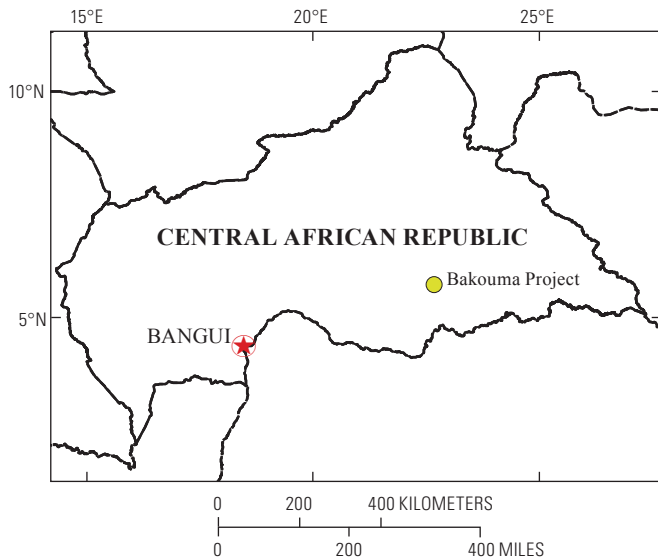 15°E 20°E 25°E
10°N
CENTRAL AFRICAN REPUBLIC
Bakouma Project
5°N
BANGUI
0 200 400 KILOMETERS
0 200 400 MILES